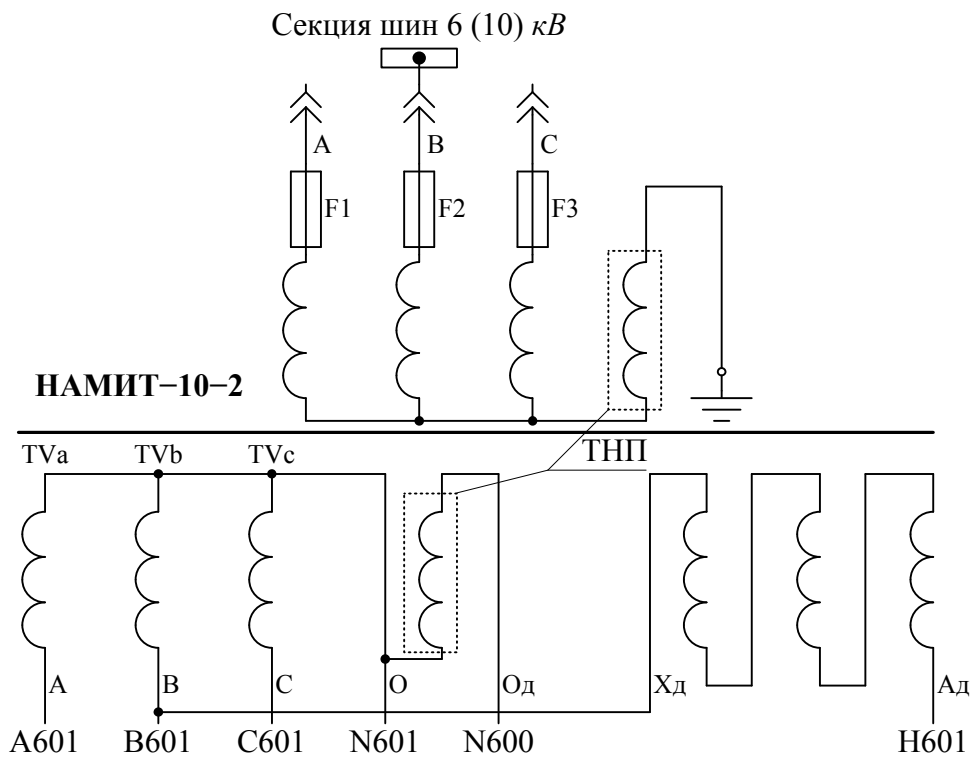 Секция шин 6 (10) кВ
A B C
F1 F2 F3
НАМИТ−10−2
TVa TVb TVc ТНП
A B C O Oд Xд Aд
A601 B601 C601 N601 N600 H601